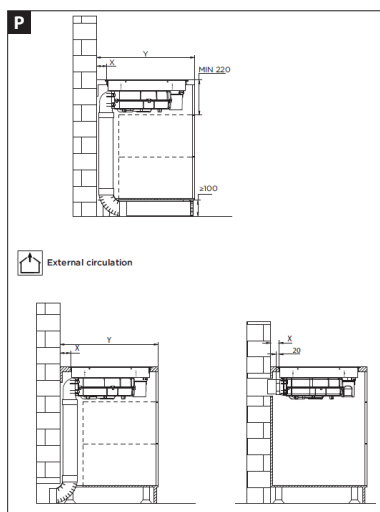 P
Y
X
MIN 220
≥100
External circulation
Y
X
X
20